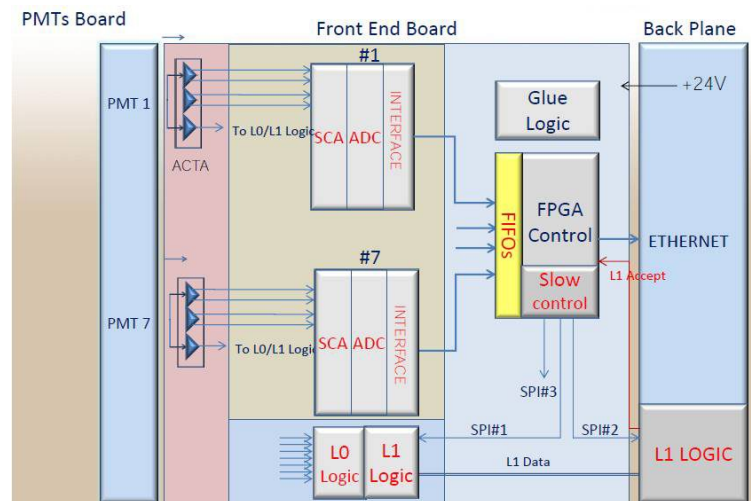 PMTs Board
Front End Board
Back Plane
#1
+24V
PMT 1
Glue
Logic
To L0/L1 Logic
SCA
ADC
INTERFACE
ACTA
FIFOs
FPGA
Control
ETHERNET
#7
L1 Accept
Slow
control
PMT 7
To L0/L1 Logic
SCA
ADC
INTERFACE
SPI#3
SPI#1
SPI#2
L0
Logic
L1
Logic
L1 Data
L1 LOGIC